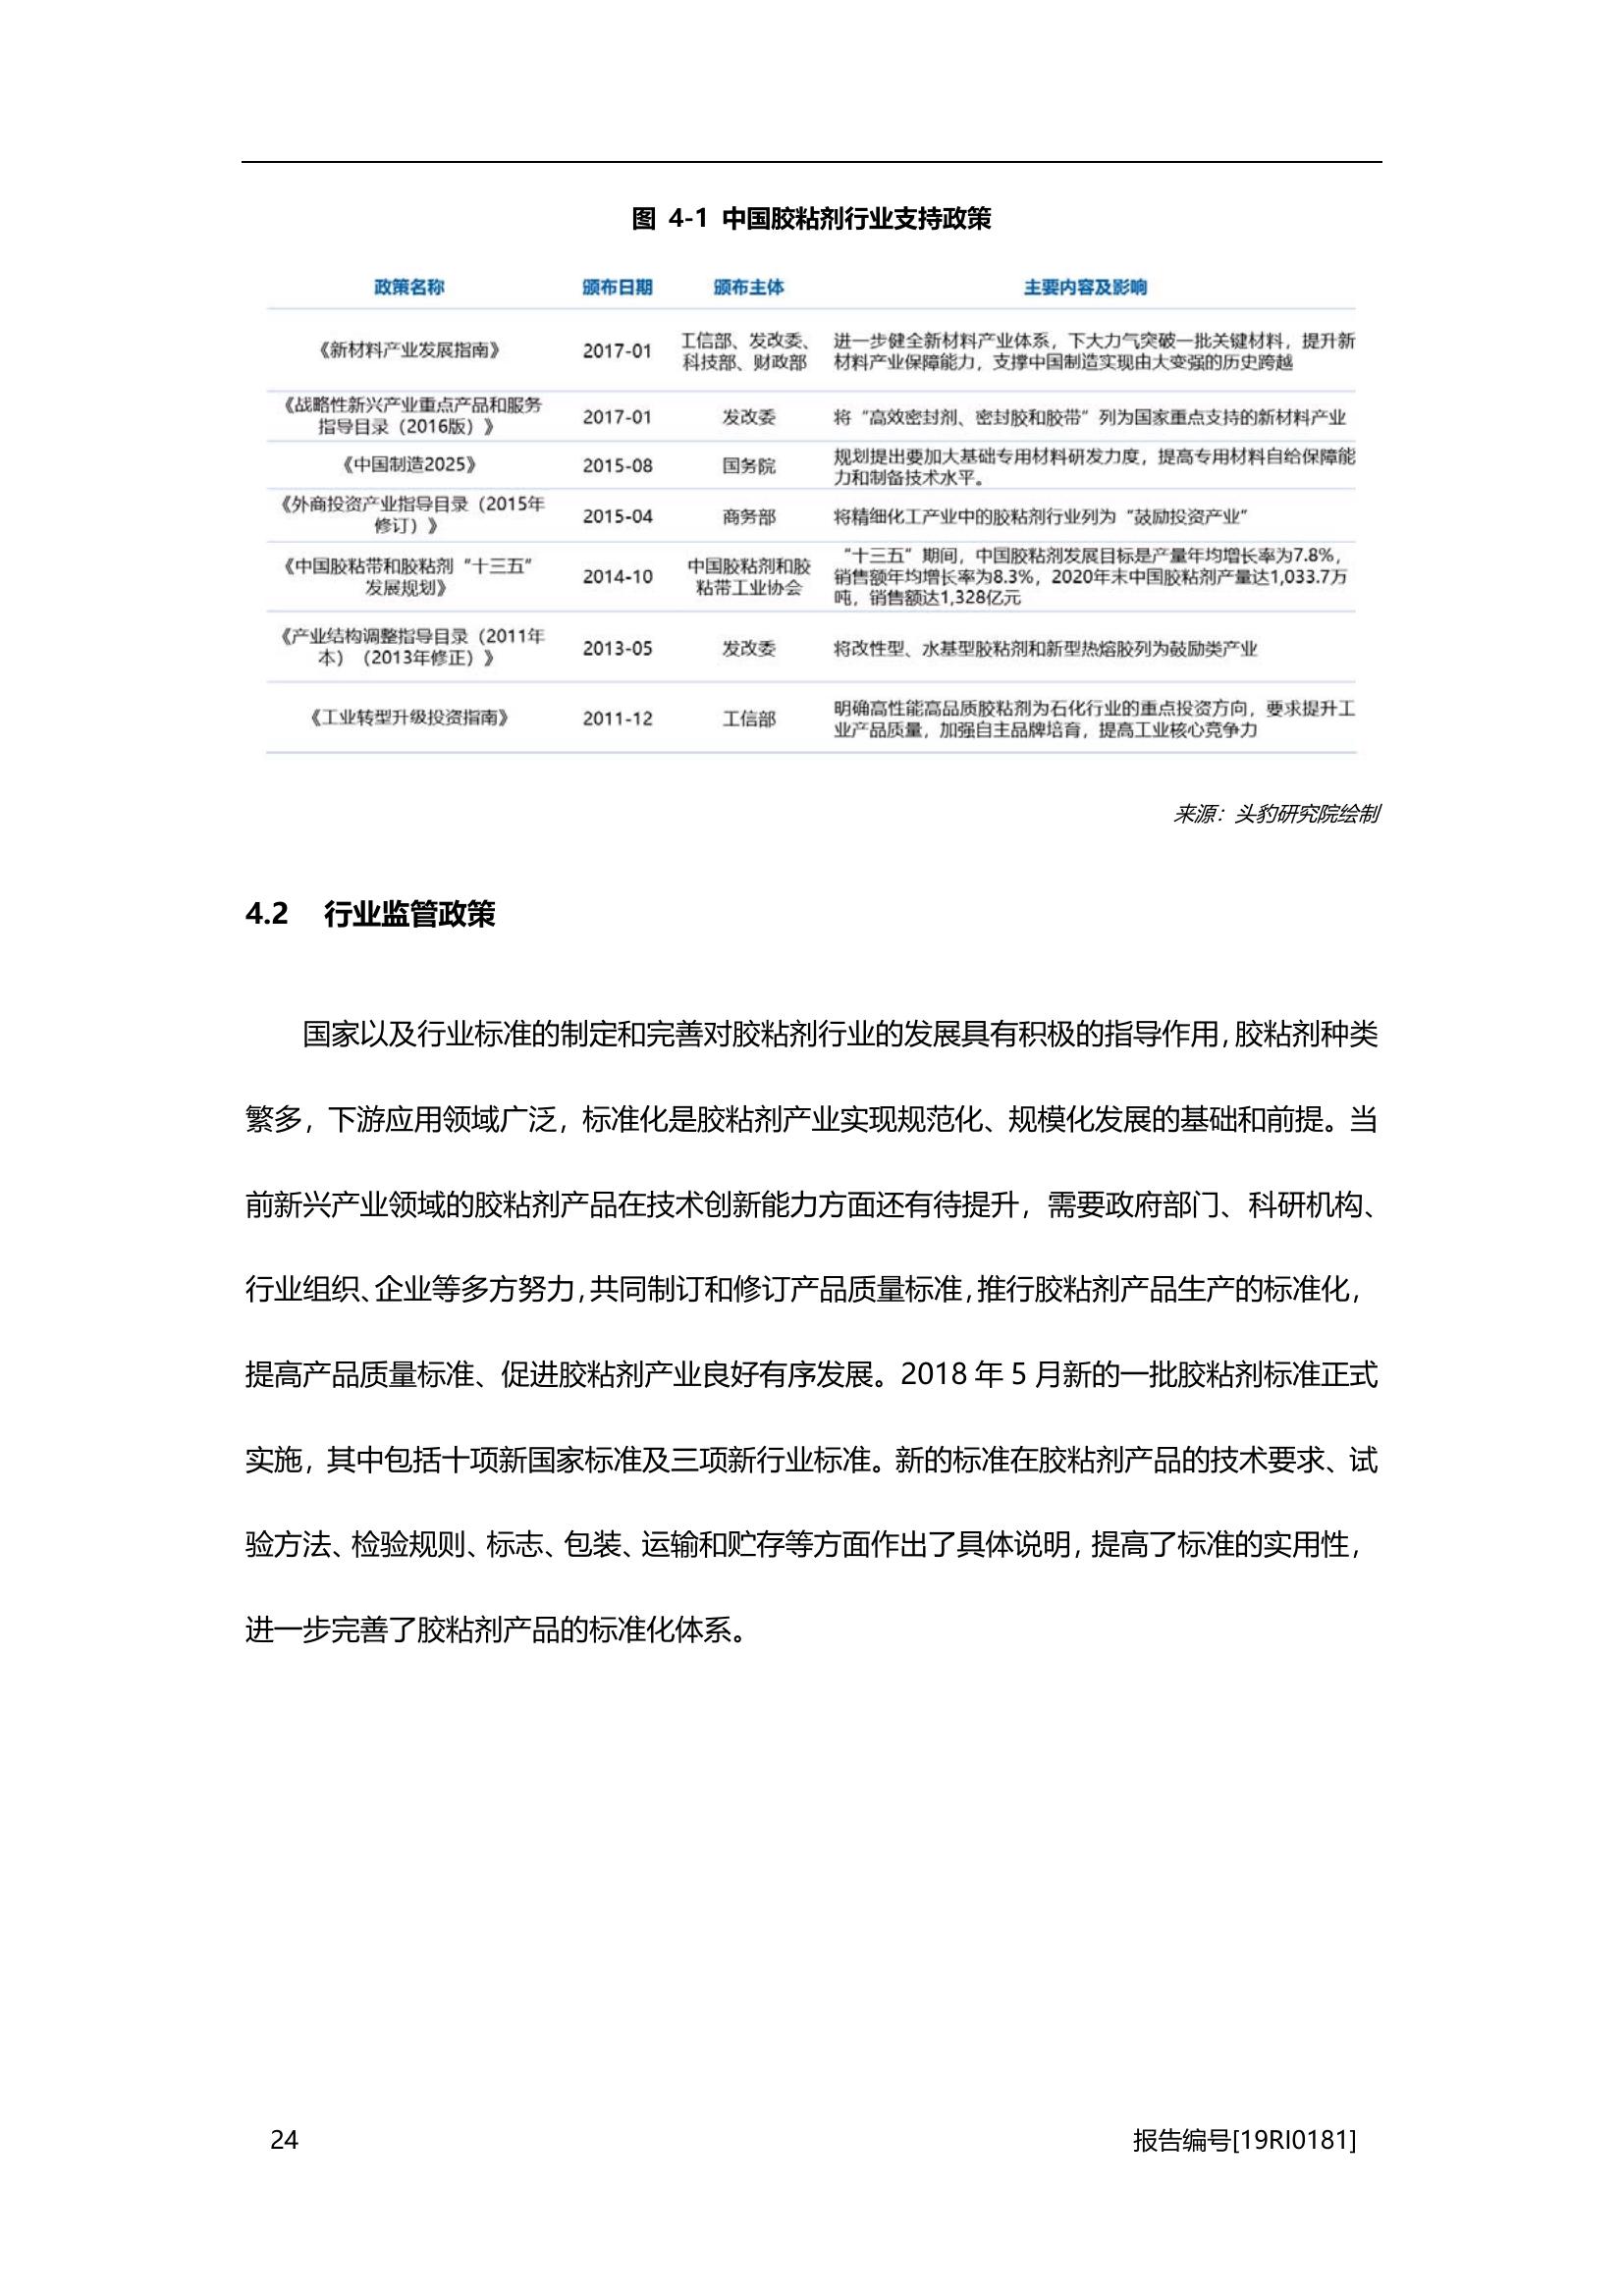 图 4-1 中国胶粘剂行业支持政策
政策名称 颁布日期 颁布主体 主要内容及影响
《新材料产业发展指南》 2017-01 工信部、发改委、科技部、财政部 进一步健全新材料产业体系，下大力气突破一批关键材料，提升新材料产业保障能力，支撑中国制造实现由大变强的历史跨越
《战略性新兴产业重点产品和服务指导目录（2016版）》 2017-01 发改委 将“高效密封剂、密封胶和胶带”列为国家重点支持的新材料产业
《中国制造2025》 2015-08 国务院 规划提出要加大基础专用材料研发力度，提高专用材料自给保障能力和制备技术水平。
《外商投资产业指导目录（2015年修订）》 2015-04 商务部 将精细化工产业中的胶粘剂行业列为“鼓励投资产业”
《中国胶粘带和胶粘剂“十三五”发展规划》 2014-10 中国胶粘剂和胶粘带工业协会 “十三五”期间，中国胶粘剂发展目标是产量年均增长率为7.8%，销售额年均增长率为8.3%，2020年末中国胶粘剂产量达1,033.7万吨，销售额达1,328亿元
《产业结构调整指导目录（2011年本）（2013年修正）》 2013-05 发改委 将改性型、水基型胶粘剂和新型热熔胶列为鼓励类产业
《工业转型升级投资指南》 2011-12 工信部 明确高性能高品质胶粘剂为石化行业的重点投资方向，要求提升工业产品质量，加强自主品牌培育，提高工业核心竞争力
来源：头豹研究院绘制
4.2 行业监管政策
国家以及行业标准的制定和完善对胶粘剂行业的发展具有积极的指导作用，胶粘剂种类
繁多，下游应用领域广泛，标准化是胶粘剂产业实现规范化、规模化发展的基础和前提。当
前新兴产业领域的胶粘剂产品在技术创新能力方面还有待提升，需要政府部门、科研机构、
行业组织、企业等多方努力，共同制订和修订产品质量标准，推行胶粘剂产品生产的标准化，
提高产品质量标准、促进胶粘剂产业良好有序发展。2018 年 5 月新的一批胶粘剂标准正式
实施，其中包括十项新国家标准及三项新行业标准。新的标准在胶粘剂产品的技术要求、试
验方法、检验规则、标志、包装、运输和贮存等方面作出了具体说明，提高了标准的实用性，
进一步完善了胶粘剂产品的标准化体系。
24 报告编号[19RI0181]